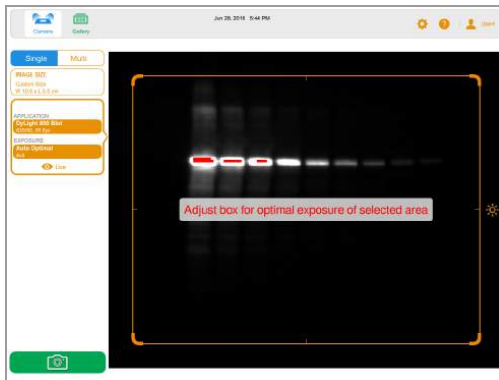 Jun 28, 2018 5:44 PM
Camera
Gallery
Single
Multi
IMAGE SIZE
APPLICATION
DyLight 800 Blot
EXPOSURE
Auto Optimal
Adjust box for optimal exposure of selected area